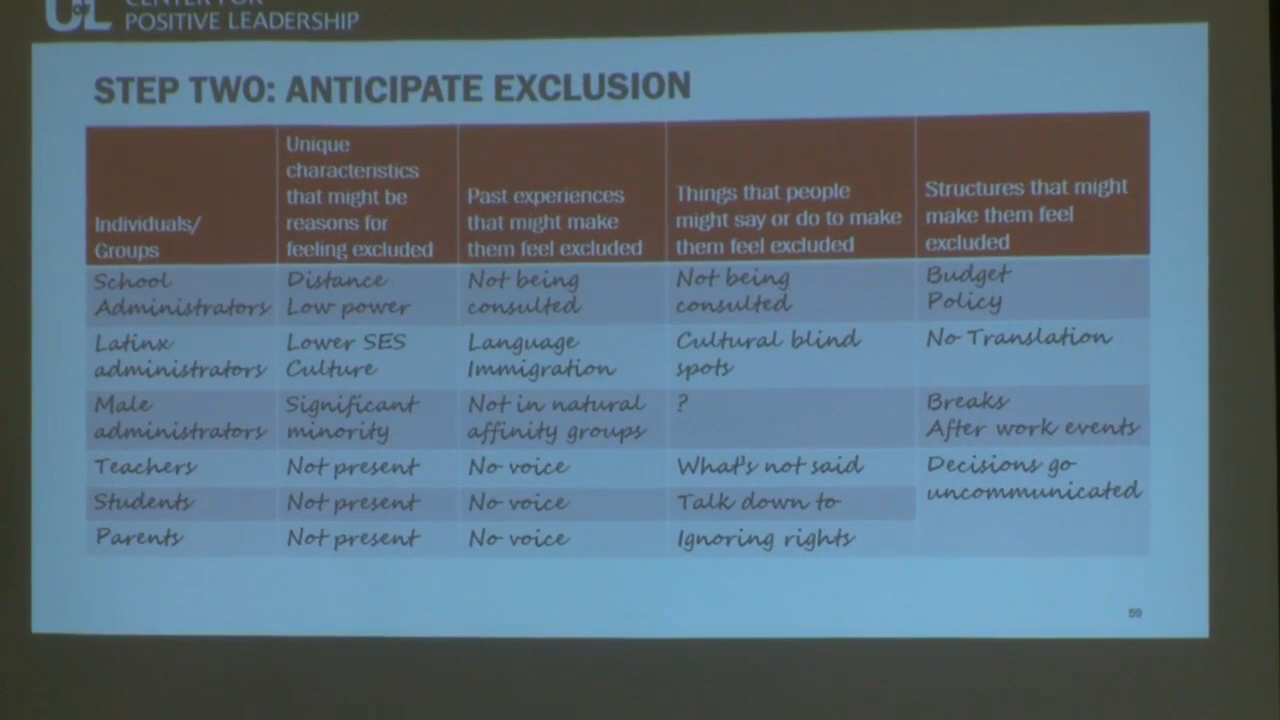 UofL CENTER FOR
POSITIVE LEADERSHIP
STEP TWO: ANTICIPATE EXCLUSION
Individuals/
Groups
Unique
characteristics
that might be
reasons for
feeling excluded
Past experiences
that might make
them feel excluded
Things that people
might say or do to make
them feel excluded
Structures that might
make them feel
excluded
School
Administrators
Distance
Low power
Not being
consulted
Not being
consulted
Budget
Policy
Latinx
administrators
Lower SES
Culture
Language
Immigration
Cultural blind
spots
No Translation
Male
administrators
Significant
minority
Not in natural
affinity groups
?
Breaks
After work events
Teachers
Not present
No voice
What's not said
Decisions go
uncommunicated
Students
Not present
No voice
Talk down to
Parents
Not present
No voice
Ignoring rights
59